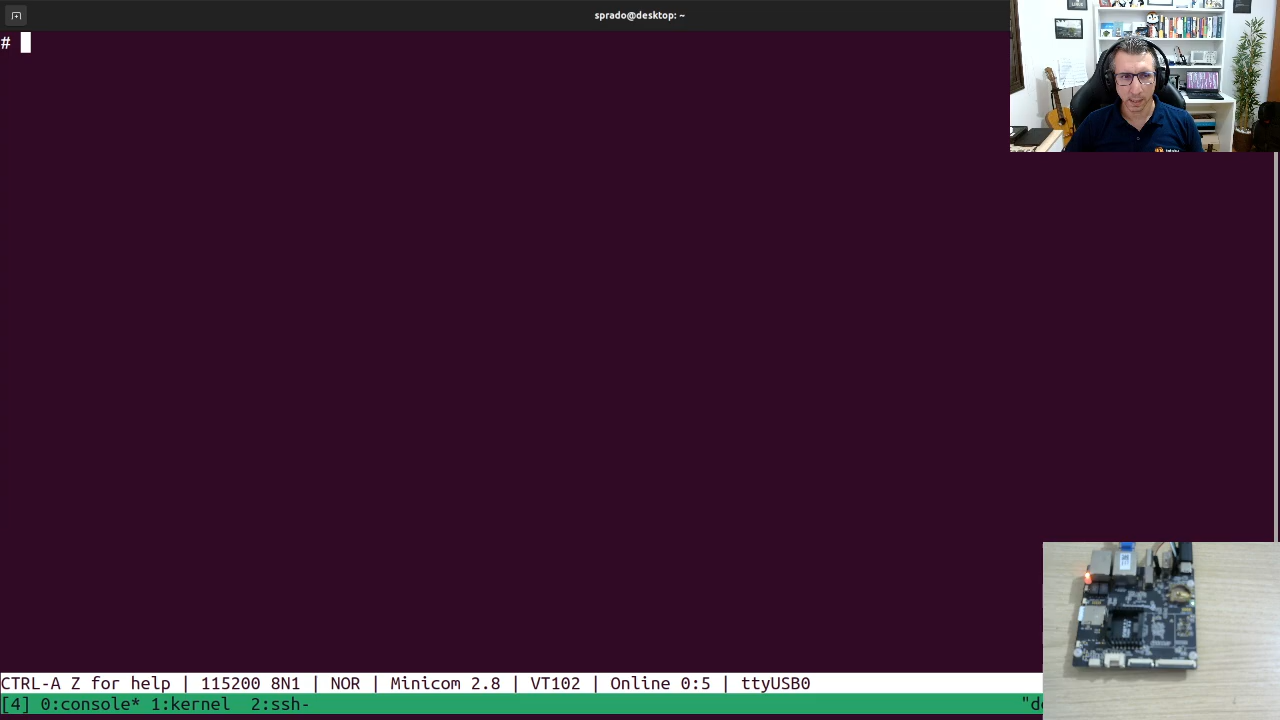 sprado@desktop: ~
#
CTRL-A Z for help | 115200 8N1 | NOR | Minicom 2.8 | VT102 | Online 0:5 | ttyUSB0
[4] 0:console* 1:kernel 2:ssh- "d